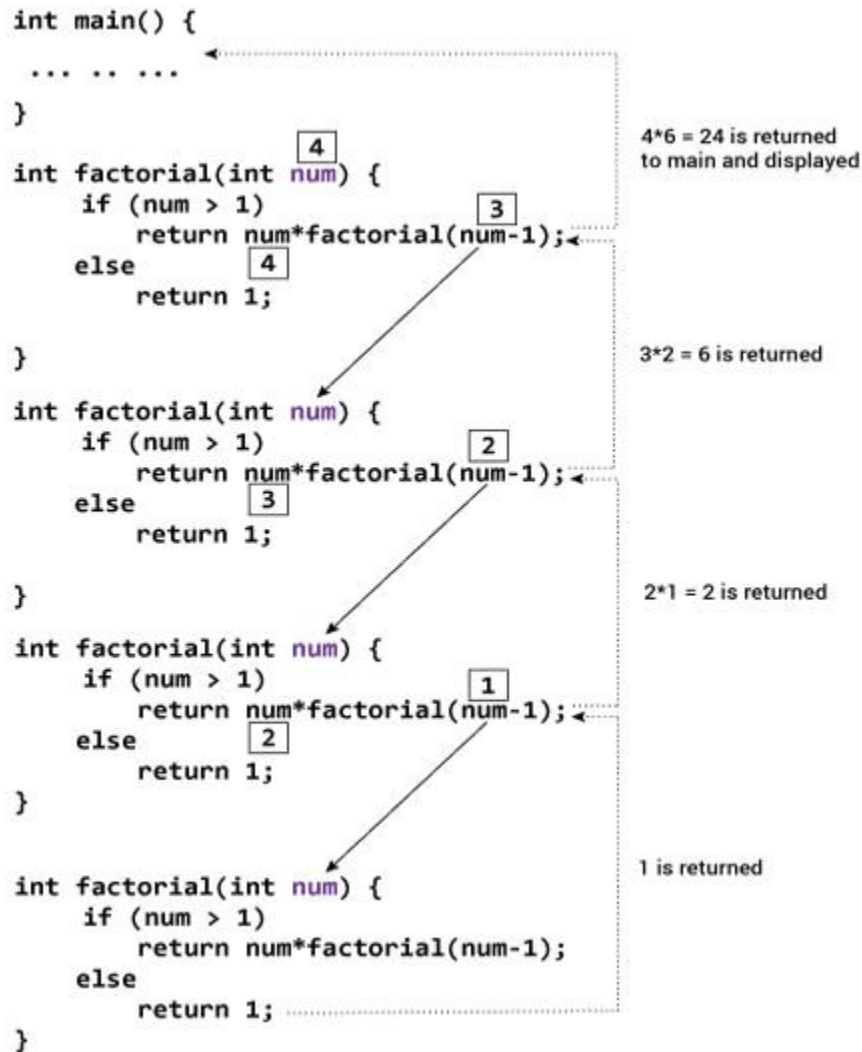 int main() {
... .. ...
}
4*6 = 24 is returned
to main and displayed
4
int factorial(int num) {
if (num > 1)
3
return num*factorial(num-1);
else
4
return 1;
}
3*2 = 6 is returned
int factorial(int num) {
if (num > 1)
2
return num*factorial(num-1);
else
3
return 1;
}
2*1 = 2 is returned
int factorial(int num) {
if (num > 1)
1
return num*factorial(num-1);
else
2
return 1;
}
1 is returned
int factorial(int num) {
if (num > 1)
return num*factorial(num-1);
else
return 1;
}